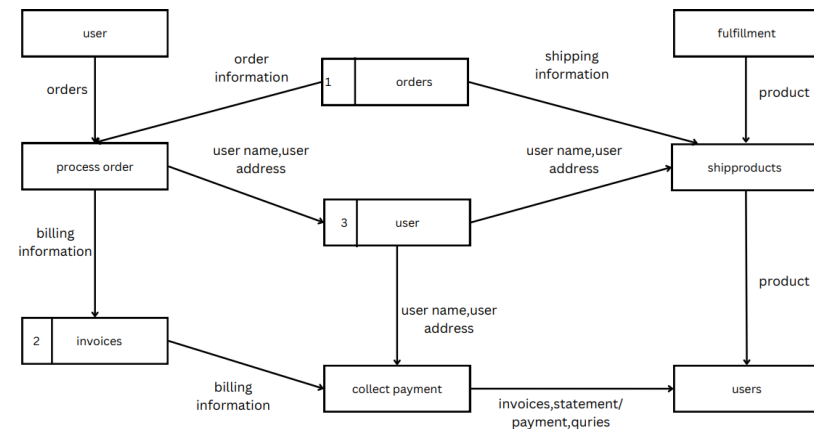 user
fulfillment
order
information
shipping
information
orders
1
orders
product
process order
user name,user
address
user name,user
address
shipproducts
3
user
billing
information
product
user name,user
address
2
invoices
billing
information
collect payment
users
invoices,statement/
payment,quries